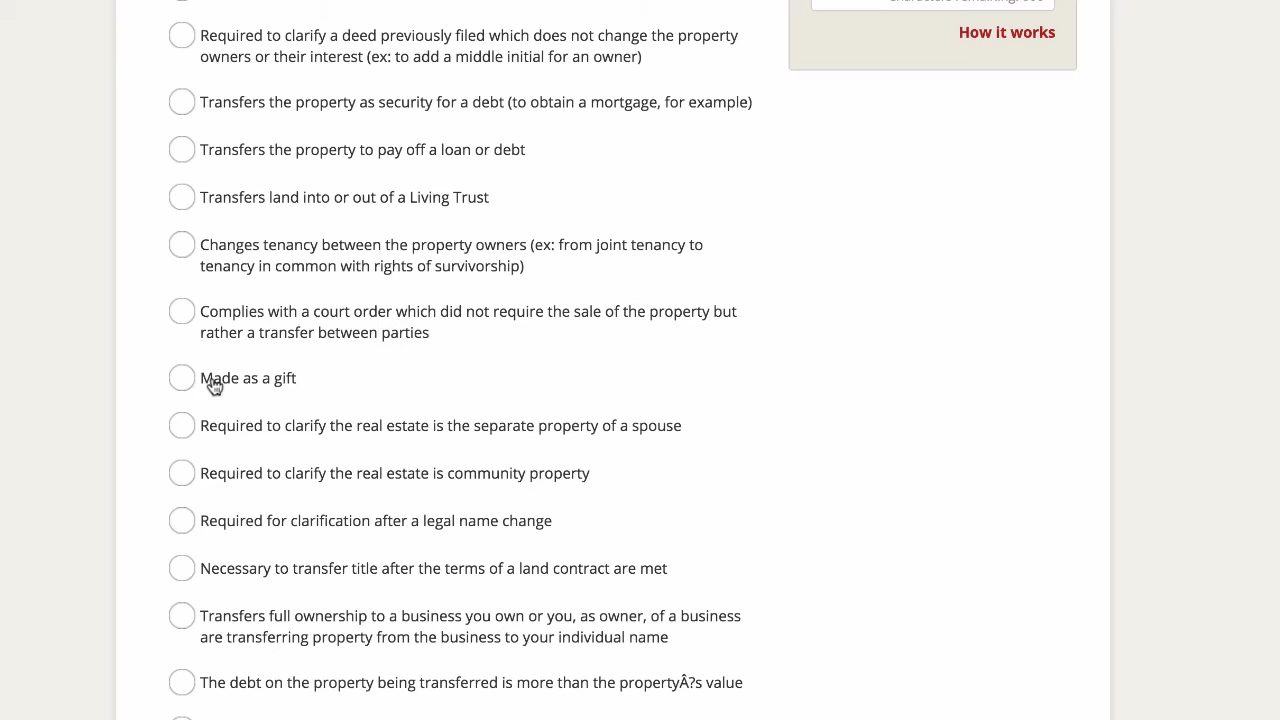 Required to clarify a deed previously filed which does not change the property
owners or their interest (ex: to add a middle initial for an owner)
How it works
Transfers the property as security for a debt (to obtain a mortgage, for example)
Transfers the property to pay off a loan or debt
Transfers land into or out of a Living Trust
Changes tenancy between the property owners (ex: from joint tenancy to
tenancy in common with rights of survivorship)
Complies with a court order which did not require the sale of the property but
rather a transfer between parties
Made as a gift
Required to clarify the real estate is the separate property of a spouse
Required to clarify the real estate is community property
Required for clarification after a legal name change
Necessary to transfer title after the terms of a land contract are met
Transfers full ownership to a business you own or you, as owner, of a business
are transferring property from the business to your individual name
The debt on the property being transferred is more than the propertyÂ?s value